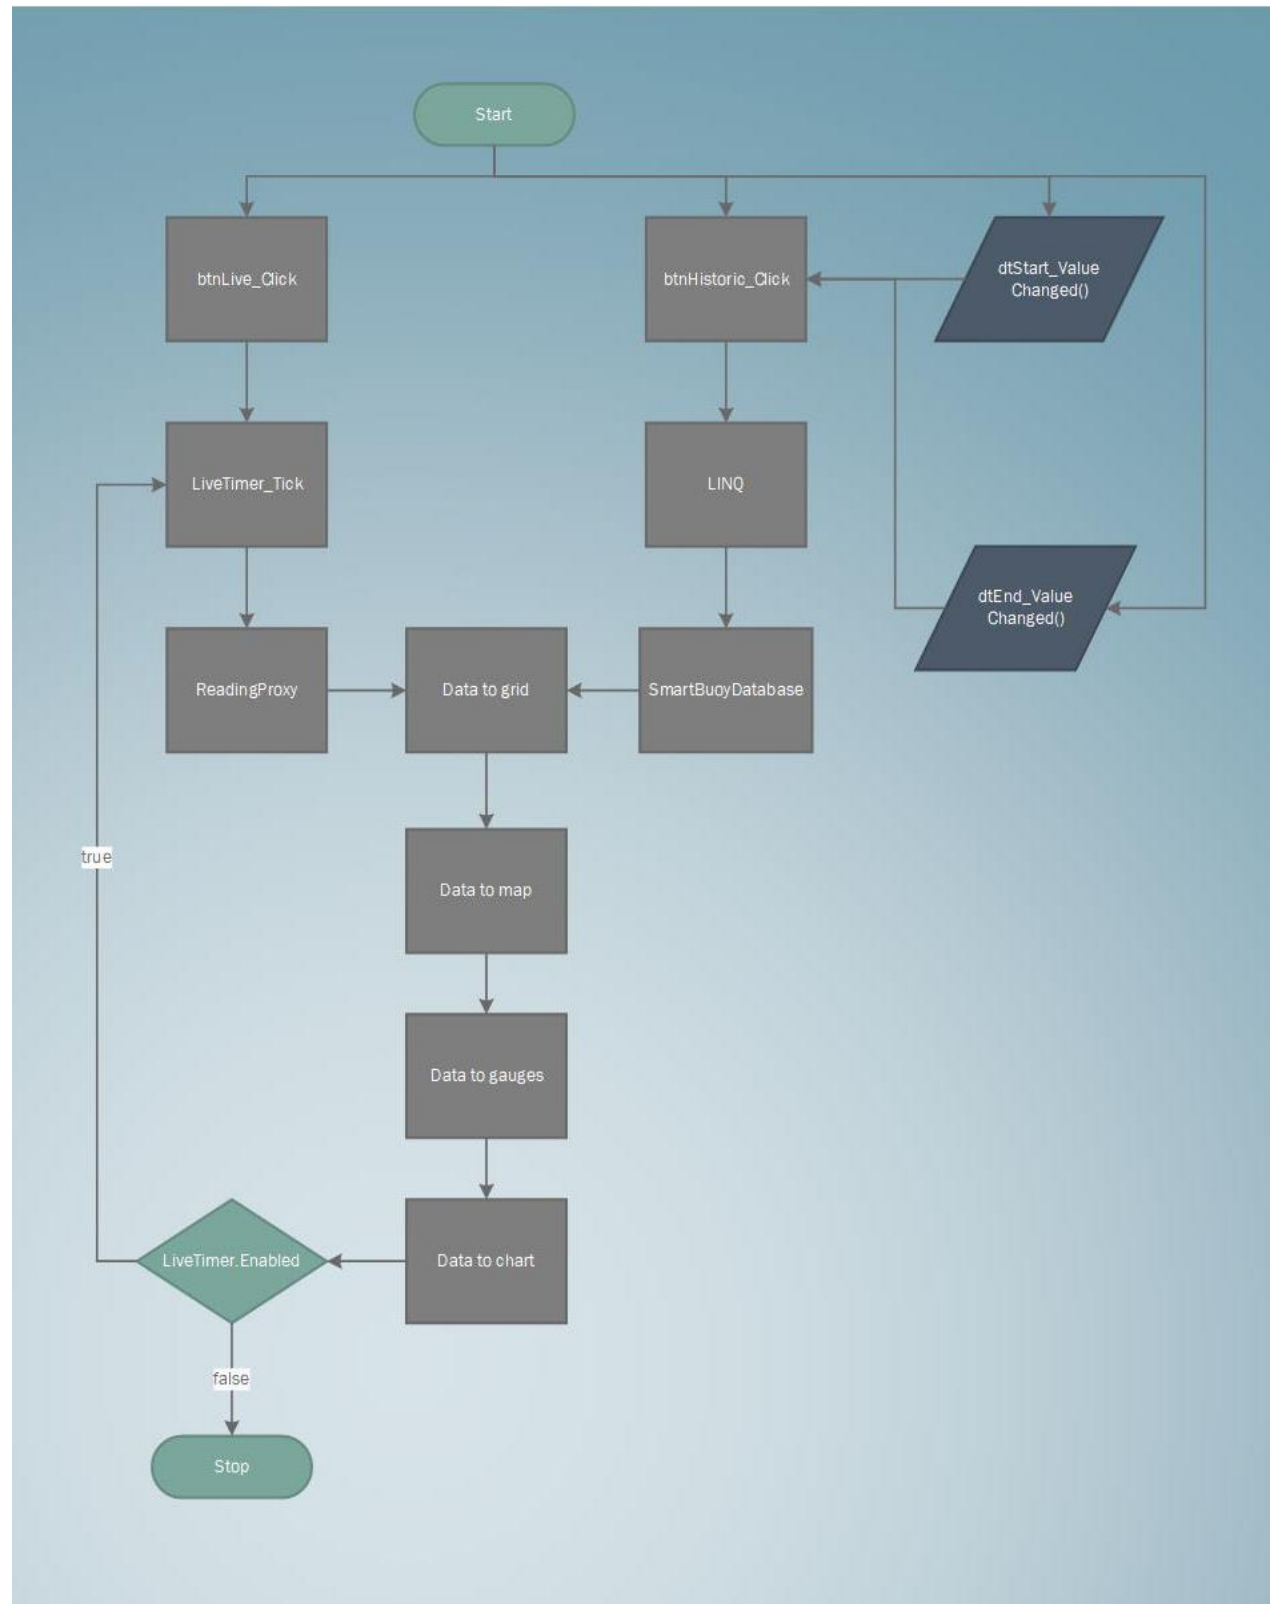 Start
btnLive_Click
btnHistoric_Click
dtStart_Value
Changed()
LiveTimer_Tick
LINQ
dtEnd_Value
Changed()
ReadingProxy
Data to grid
SmartBuoyDatabase
true
Data to map
Data to gauges
LiveTimer.Enabled
Data to chart
false
Stop